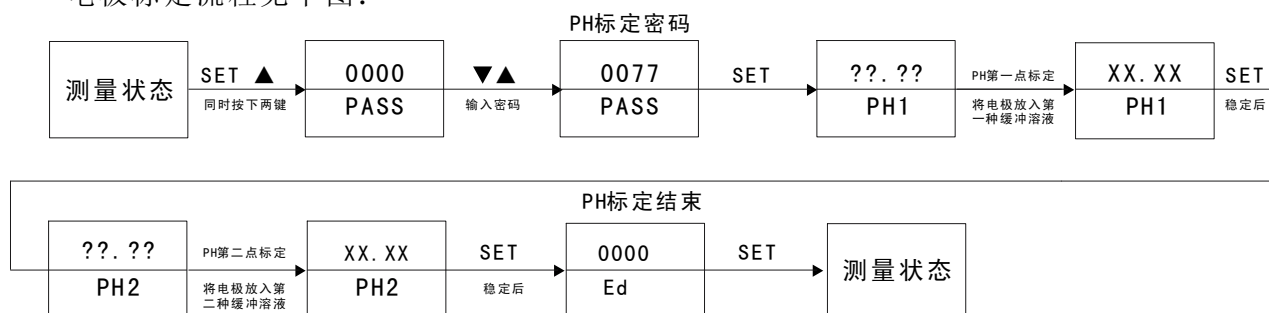 电极标定流程见下图：
PH标定密码
测量状态
SET ▲
同时按下两键
0000
PASS
▼▲
输入密码
0077
PASS
SET
??.??
PH1
PH第一点标定
将电极放入第
一种缓冲溶液
XX.XX
PH1
SET
稳定后
PH标定结束
??.??
PH2
PH第二点标定
将电极放入第
二种缓冲溶液
XX.XX
PH2
SET
稳定后
0000
Ed
SET
测量状态